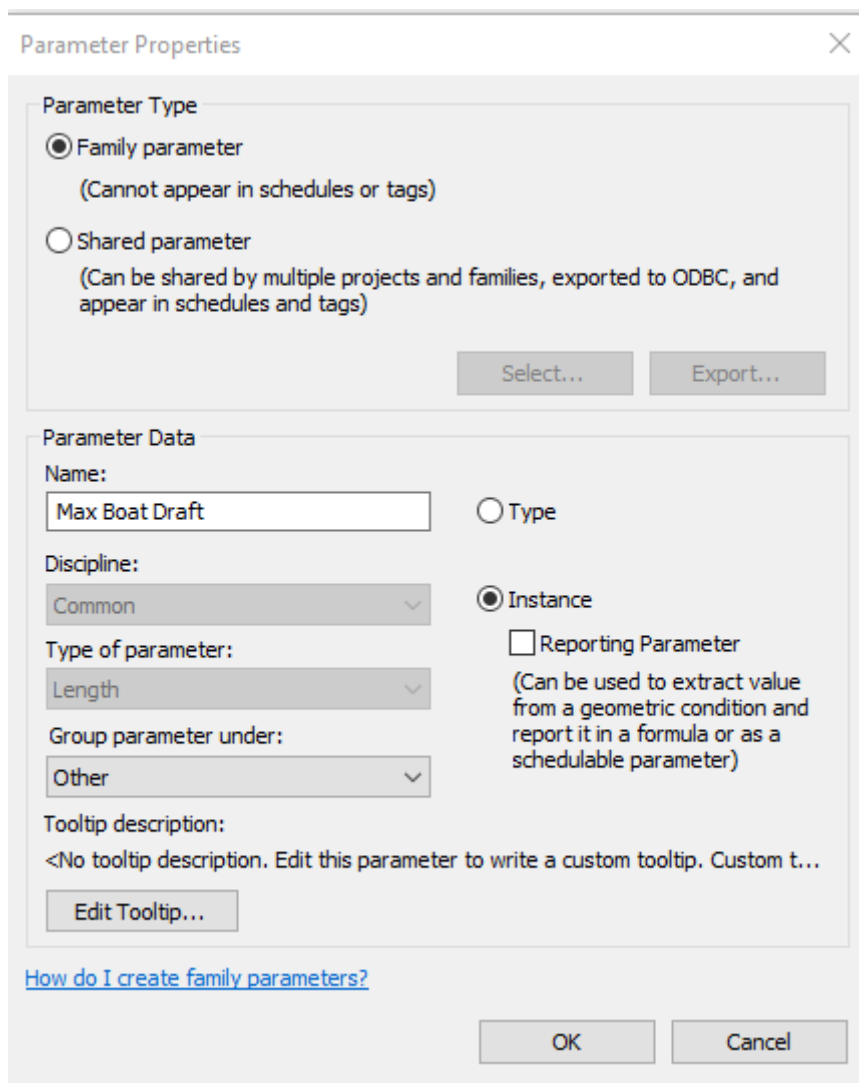 Parameter Properties
Parameter Type
Family parameter
(Cannot appear in schedules or tags)
Shared parameter
(Can be shared by multiple projects and families, exported to ODBC, and
appear in schedules and tags)
Select...
Export...
Parameter Data
Name:
Max Boat Draft
Type
Discipline:
Common
Instance
Reporting Parameter
Type of parameter:
Length
(Can be used to extract value
from a geometric condition and
report it in a formula or as a
schedulable parameter)
Group parameter under:
Other
Tooltip description:
<No tooltip description. Edit this parameter to write a custom tooltip. Custom t...
Edit Tooltip...
How do I create family parameters?
OK
Cancel